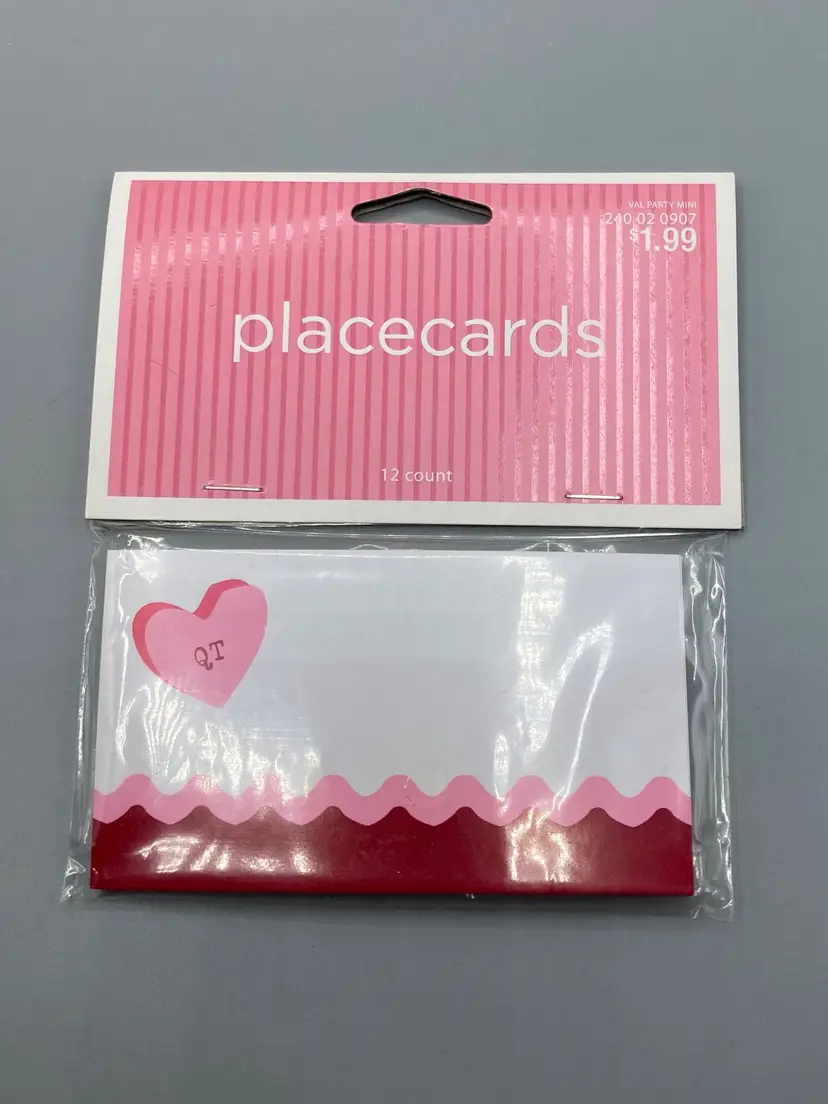 VAL PARTY MINI
240 02 0907
$1.99
placecards
12 count
QT